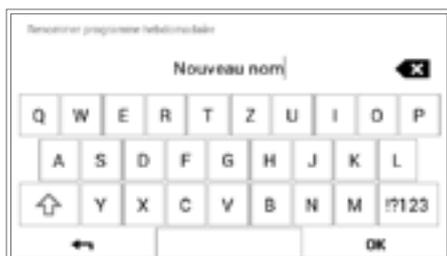 Renommer programme hebdomadaire
Nouveau nom
Q W E R T Z U I O P
A S D F G H J K L
Y X C V B N M !?123
OK